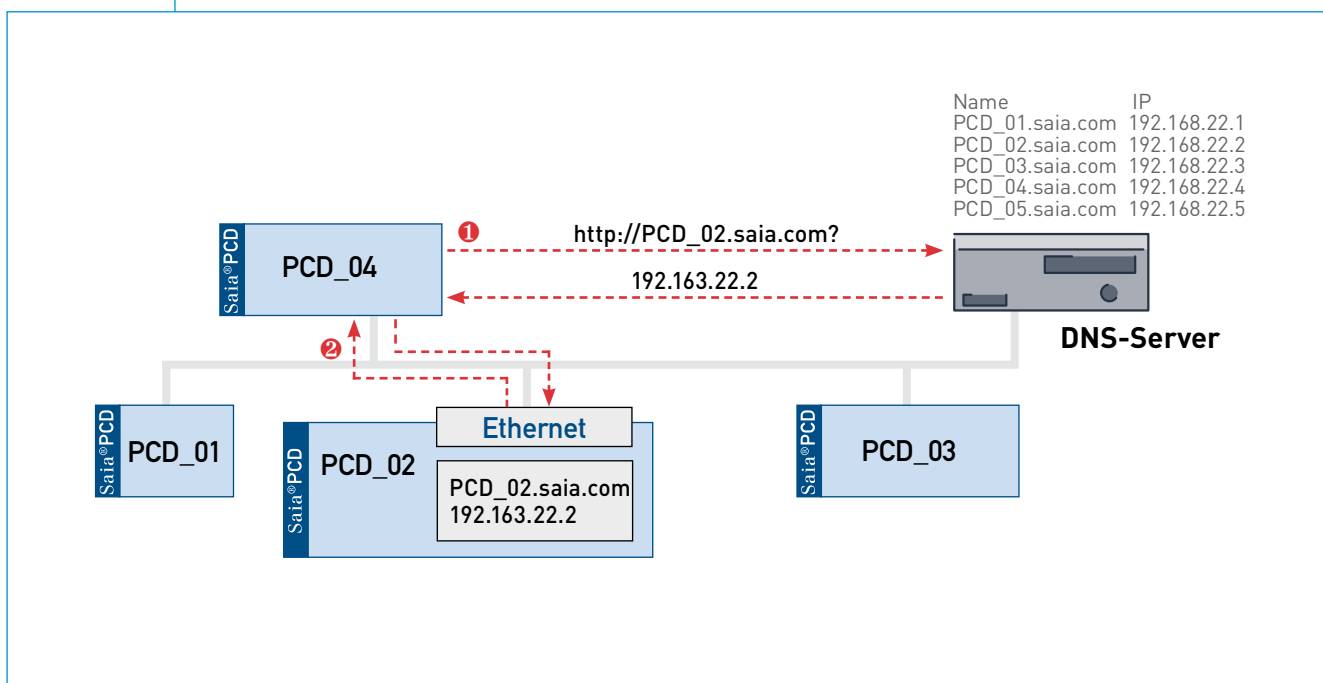 Name IP
PCD_01.saia.com 192.168.22.1
PCD_02.saia.com 192.168.22.2
PCD_03.saia.com 192.168.22.3
PCD_04.saia.com 192.168.22.4
PCD_05.saia.com 192.168.22.5
Saia®PCD
PCD_04
1
http://PCD_02.saia.com?
192.163.22.2
DNS-Server
2
Saia®PCD
PCD_01
Saia®PCD
PCD_02
Ethernet
PCD_02.saia.com
192.163.22.2
Saia®PCD
PCD_03